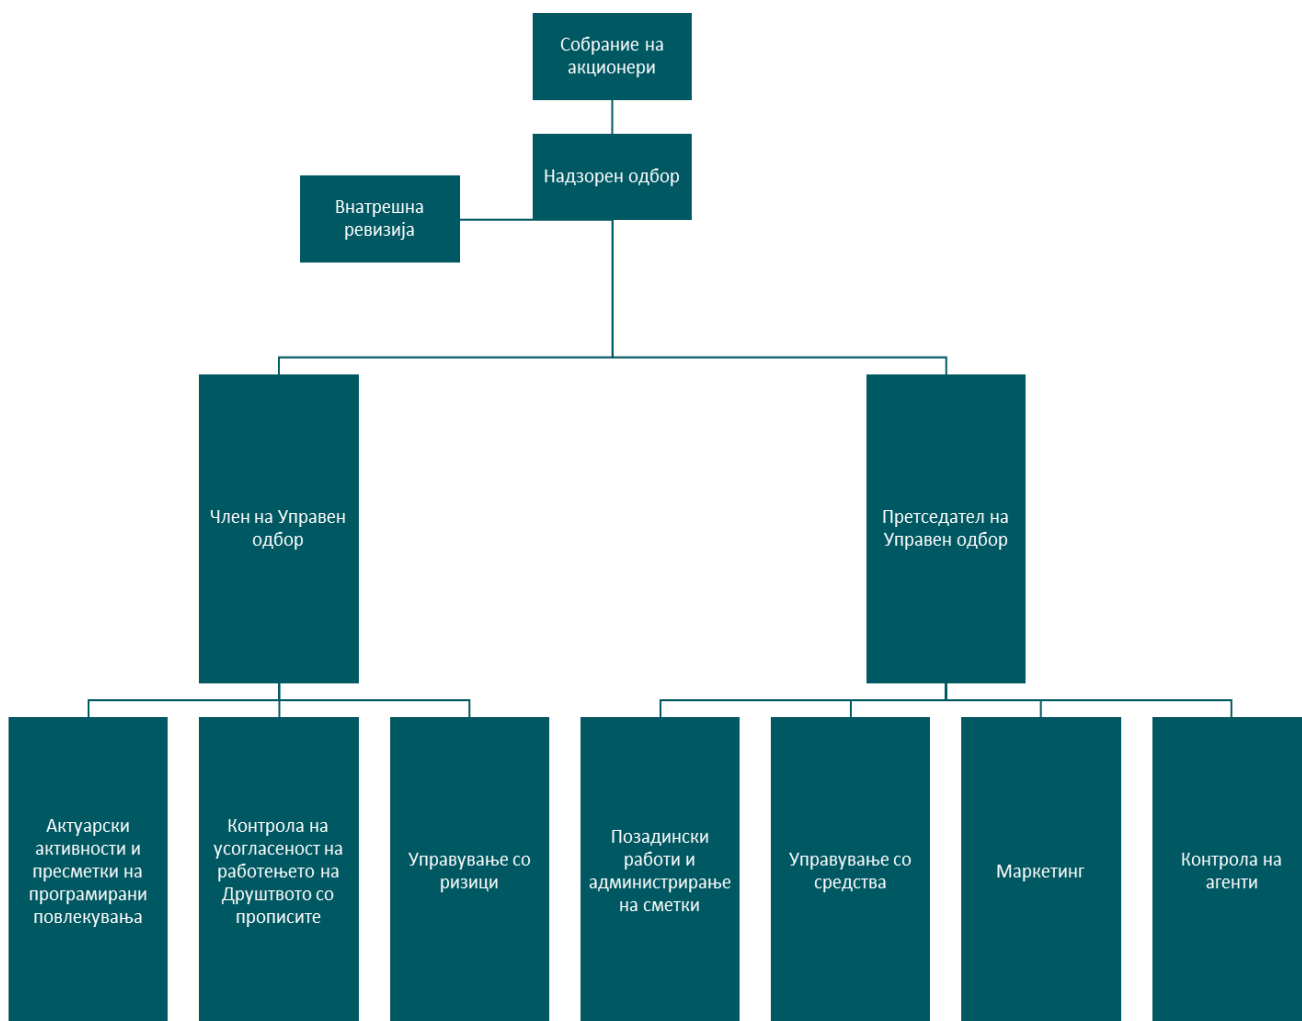 Собрание на
акционери
Надзорен одбор
Внатрешна
ревизија
Член на Управен
одбор
Претседател на
Управен одбор
Актуарски
активности и
пресметки на
програмирани
повлекувања
Контрола на
усогласеност на
работењето на
Друштвото со
прописите
Управување со
ризици
Позадински
работи и
администрирање
на сметки
Управување со
средства
Маркетинг
Контрола на
агенти